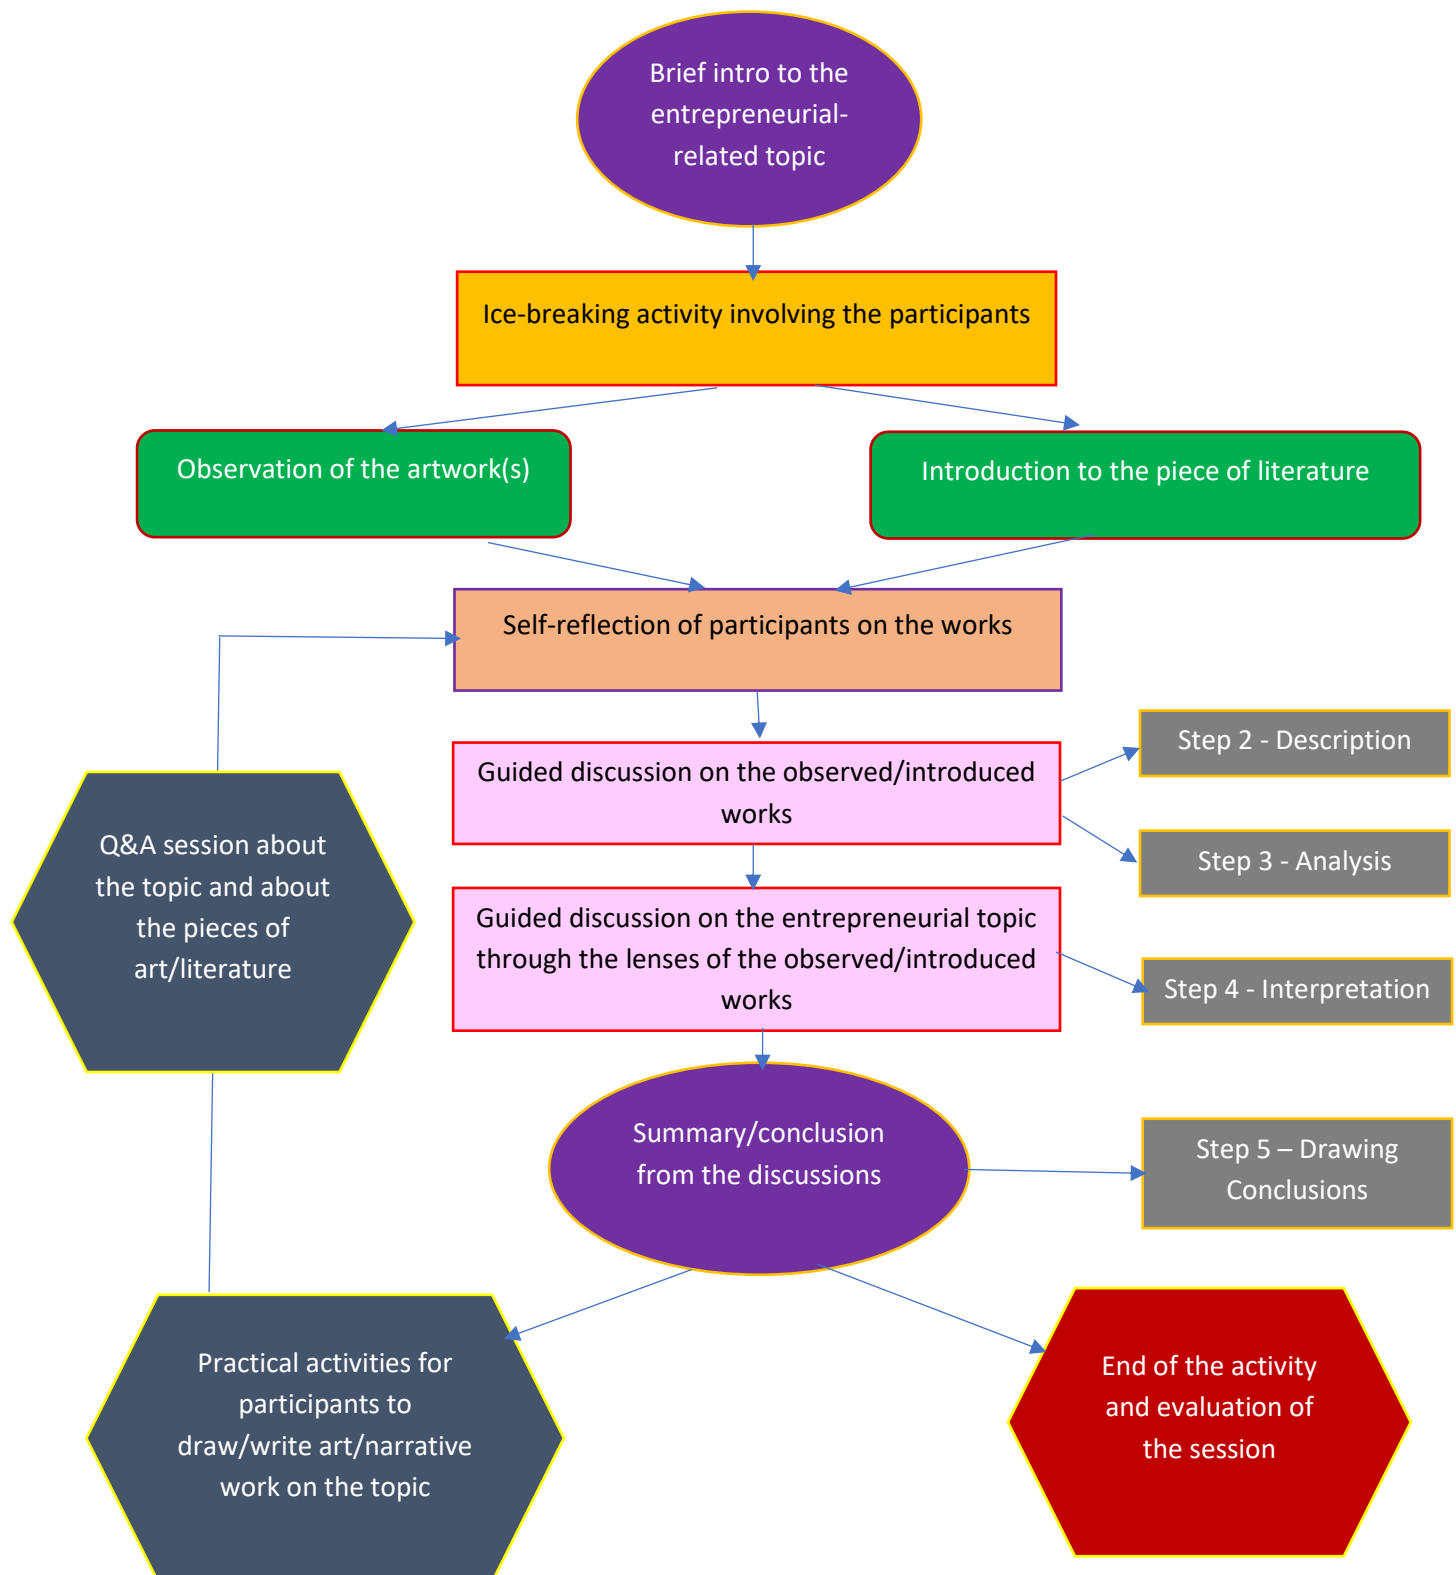 Brief intro to the
entrepreneurial-
related topic
Ice-breaking activity involving the participants
Observation of the artwork(s)
Introduction to the piece of literature
Self-reflection of participants on the works
Step 2 - Description
Guided discussion on the observed/introduced
works
Step 3 - Analysis
Q&A session about
the topic and about
the pieces of
art/literature
Guided discussion on the entrepreneurial topic
through the lenses of the observed/introduced
works
Step 4 - Interpretation
Summary/conclusion
from the discussions
Step 5 – Drawing
Conclusions
Practical activities for
participants to
draw/write art/narrative
work on the topic
End of the activity
and evaluation of
the session